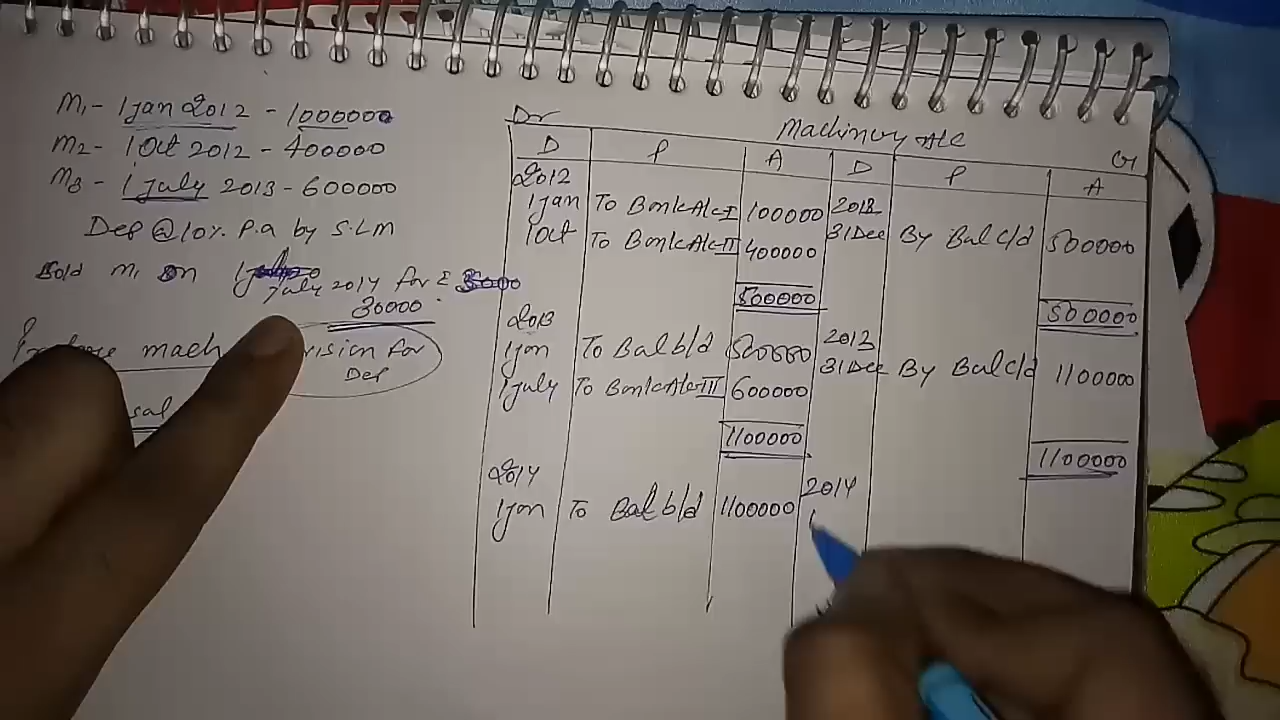 M1 - 1 Jan 2012 - 1000000
M2 - 1 Oct 2012 - 400000
M3 - 1 July 2013 - 600000
Dep @ 10% P.a by S.L.M
Sold M1 on 1 July 2014 for ₹
30000
mach
vision for
Dep
sal
Dr Machinery A/c Cr
D P A D P A
2012
1 Jan To Bank A/c I 100000 2012
1 Oct To Bank A/c II 400000 31 Dec By Bal c/d 500000
500000 500000
2013
1 Jan To Bal b/d 500000 2013
1 July To Bank A/c III 600000 31 Dec By Bal c/d 1100000
1100000 1100000
2014 2014
1 Jan To Bal b/d 1100000 1